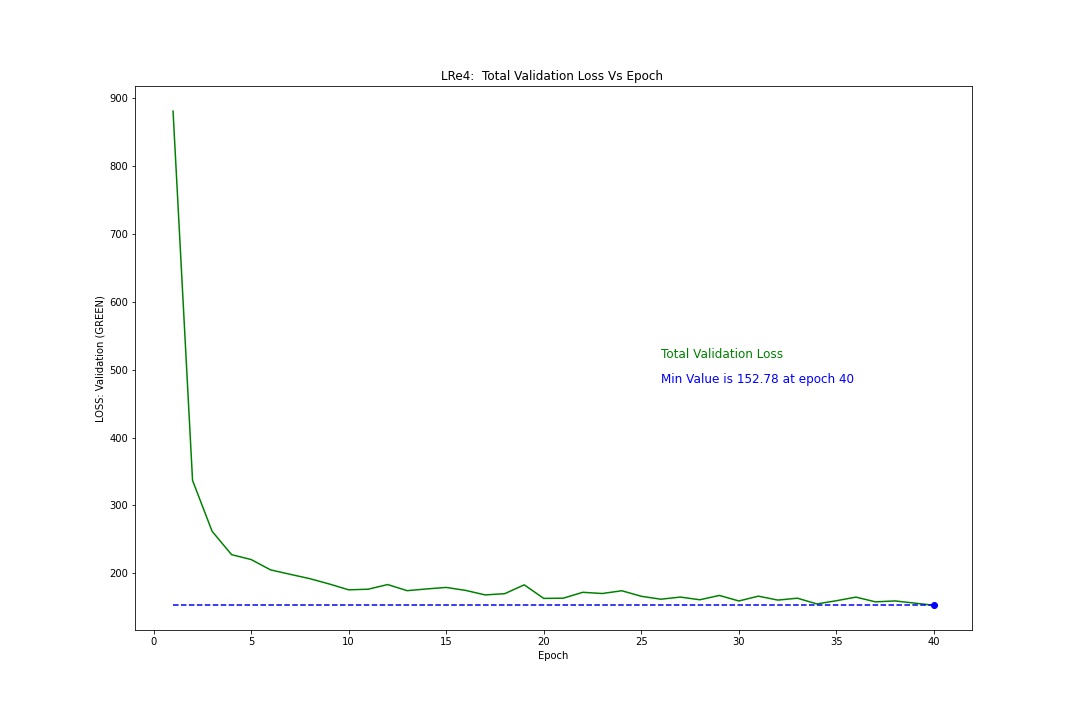 LRe4:  Total Validation Loss Vs Epoch
900
800
700
600
500
400
300
200
LOSS: Validation (GREEN)
Total Validation Loss
Min Value is 152.78 at epoch 40
0 5 10 15 20 25 30 35 40
Epoch